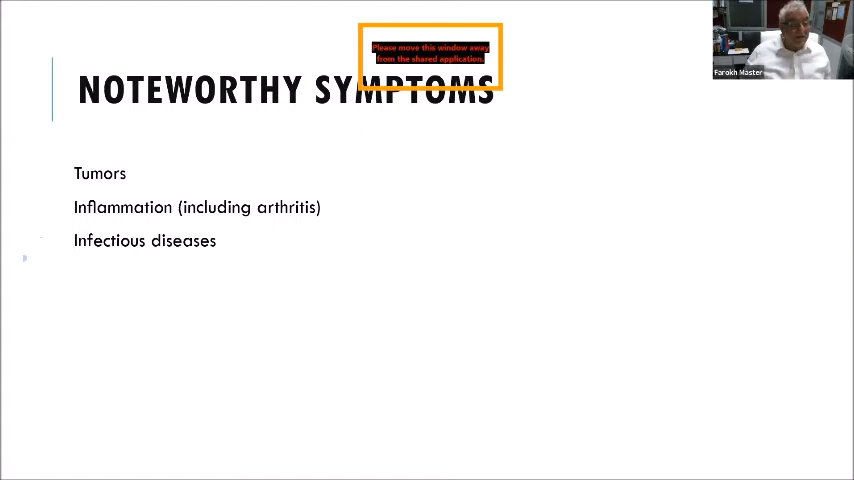 Please move this window away
from the shared application.
NOTEWORTHY SYMPTOMS
Farokh Master
Tumors
Inflammation (including arthritis)
Infectious diseases